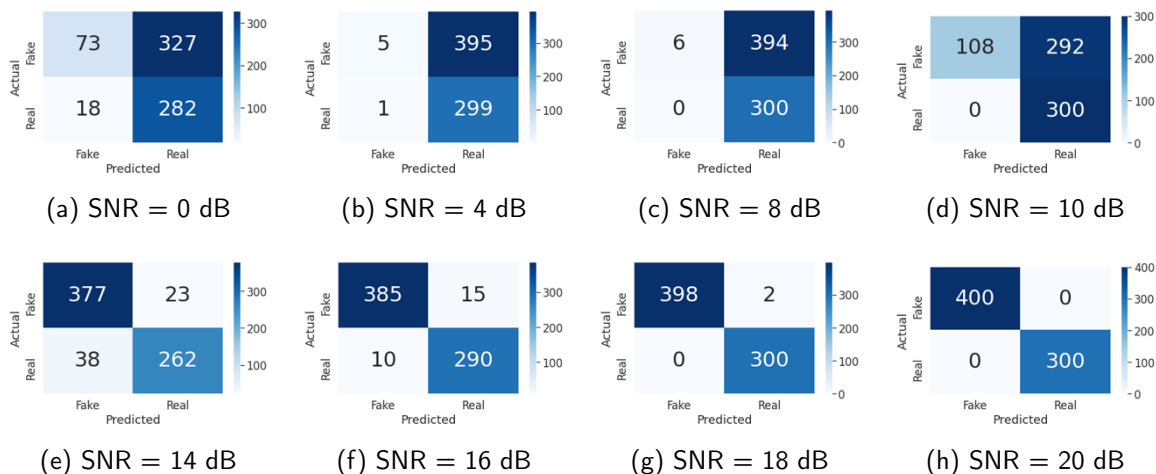 Actual
Fake
Real
73
327
18
282
300
200
100
Fake
Real
Predicted
(a) SNR = 0 dB
Actual
Fake
Real
5
395
1
299
300
200
100
Fake
Real
Predicted
(b) SNR = 4 dB
Actual
Fake
Real
6
394
0
300
300
200
100
0
Fake
Real
Predicted
(c) SNR = 8 dB
Actual
Fake
Real
108
292
0
300
300
200
100
0
Fake
Real
Predicted
(d) SNR = 10 dB
Actual
Fake
Real
377
23
38
262
300
200
100
Fake
Real
Predicted
(e) SNR = 14 dB
Actual
Fake
Real
385
15
10
290
300
200
100
Fake
Real
Predicted
(f) SNR = 16 dB
Actual
Fake
Real
398
2
0
300
300
200
100
0
Fake
Real
Predicted
(g) SNR = 18 dB
Actual
Fake
Real
400
0
0
300
400
300
200
100
0
Fake
Real
Predicted
(h) SNR = 20 dB